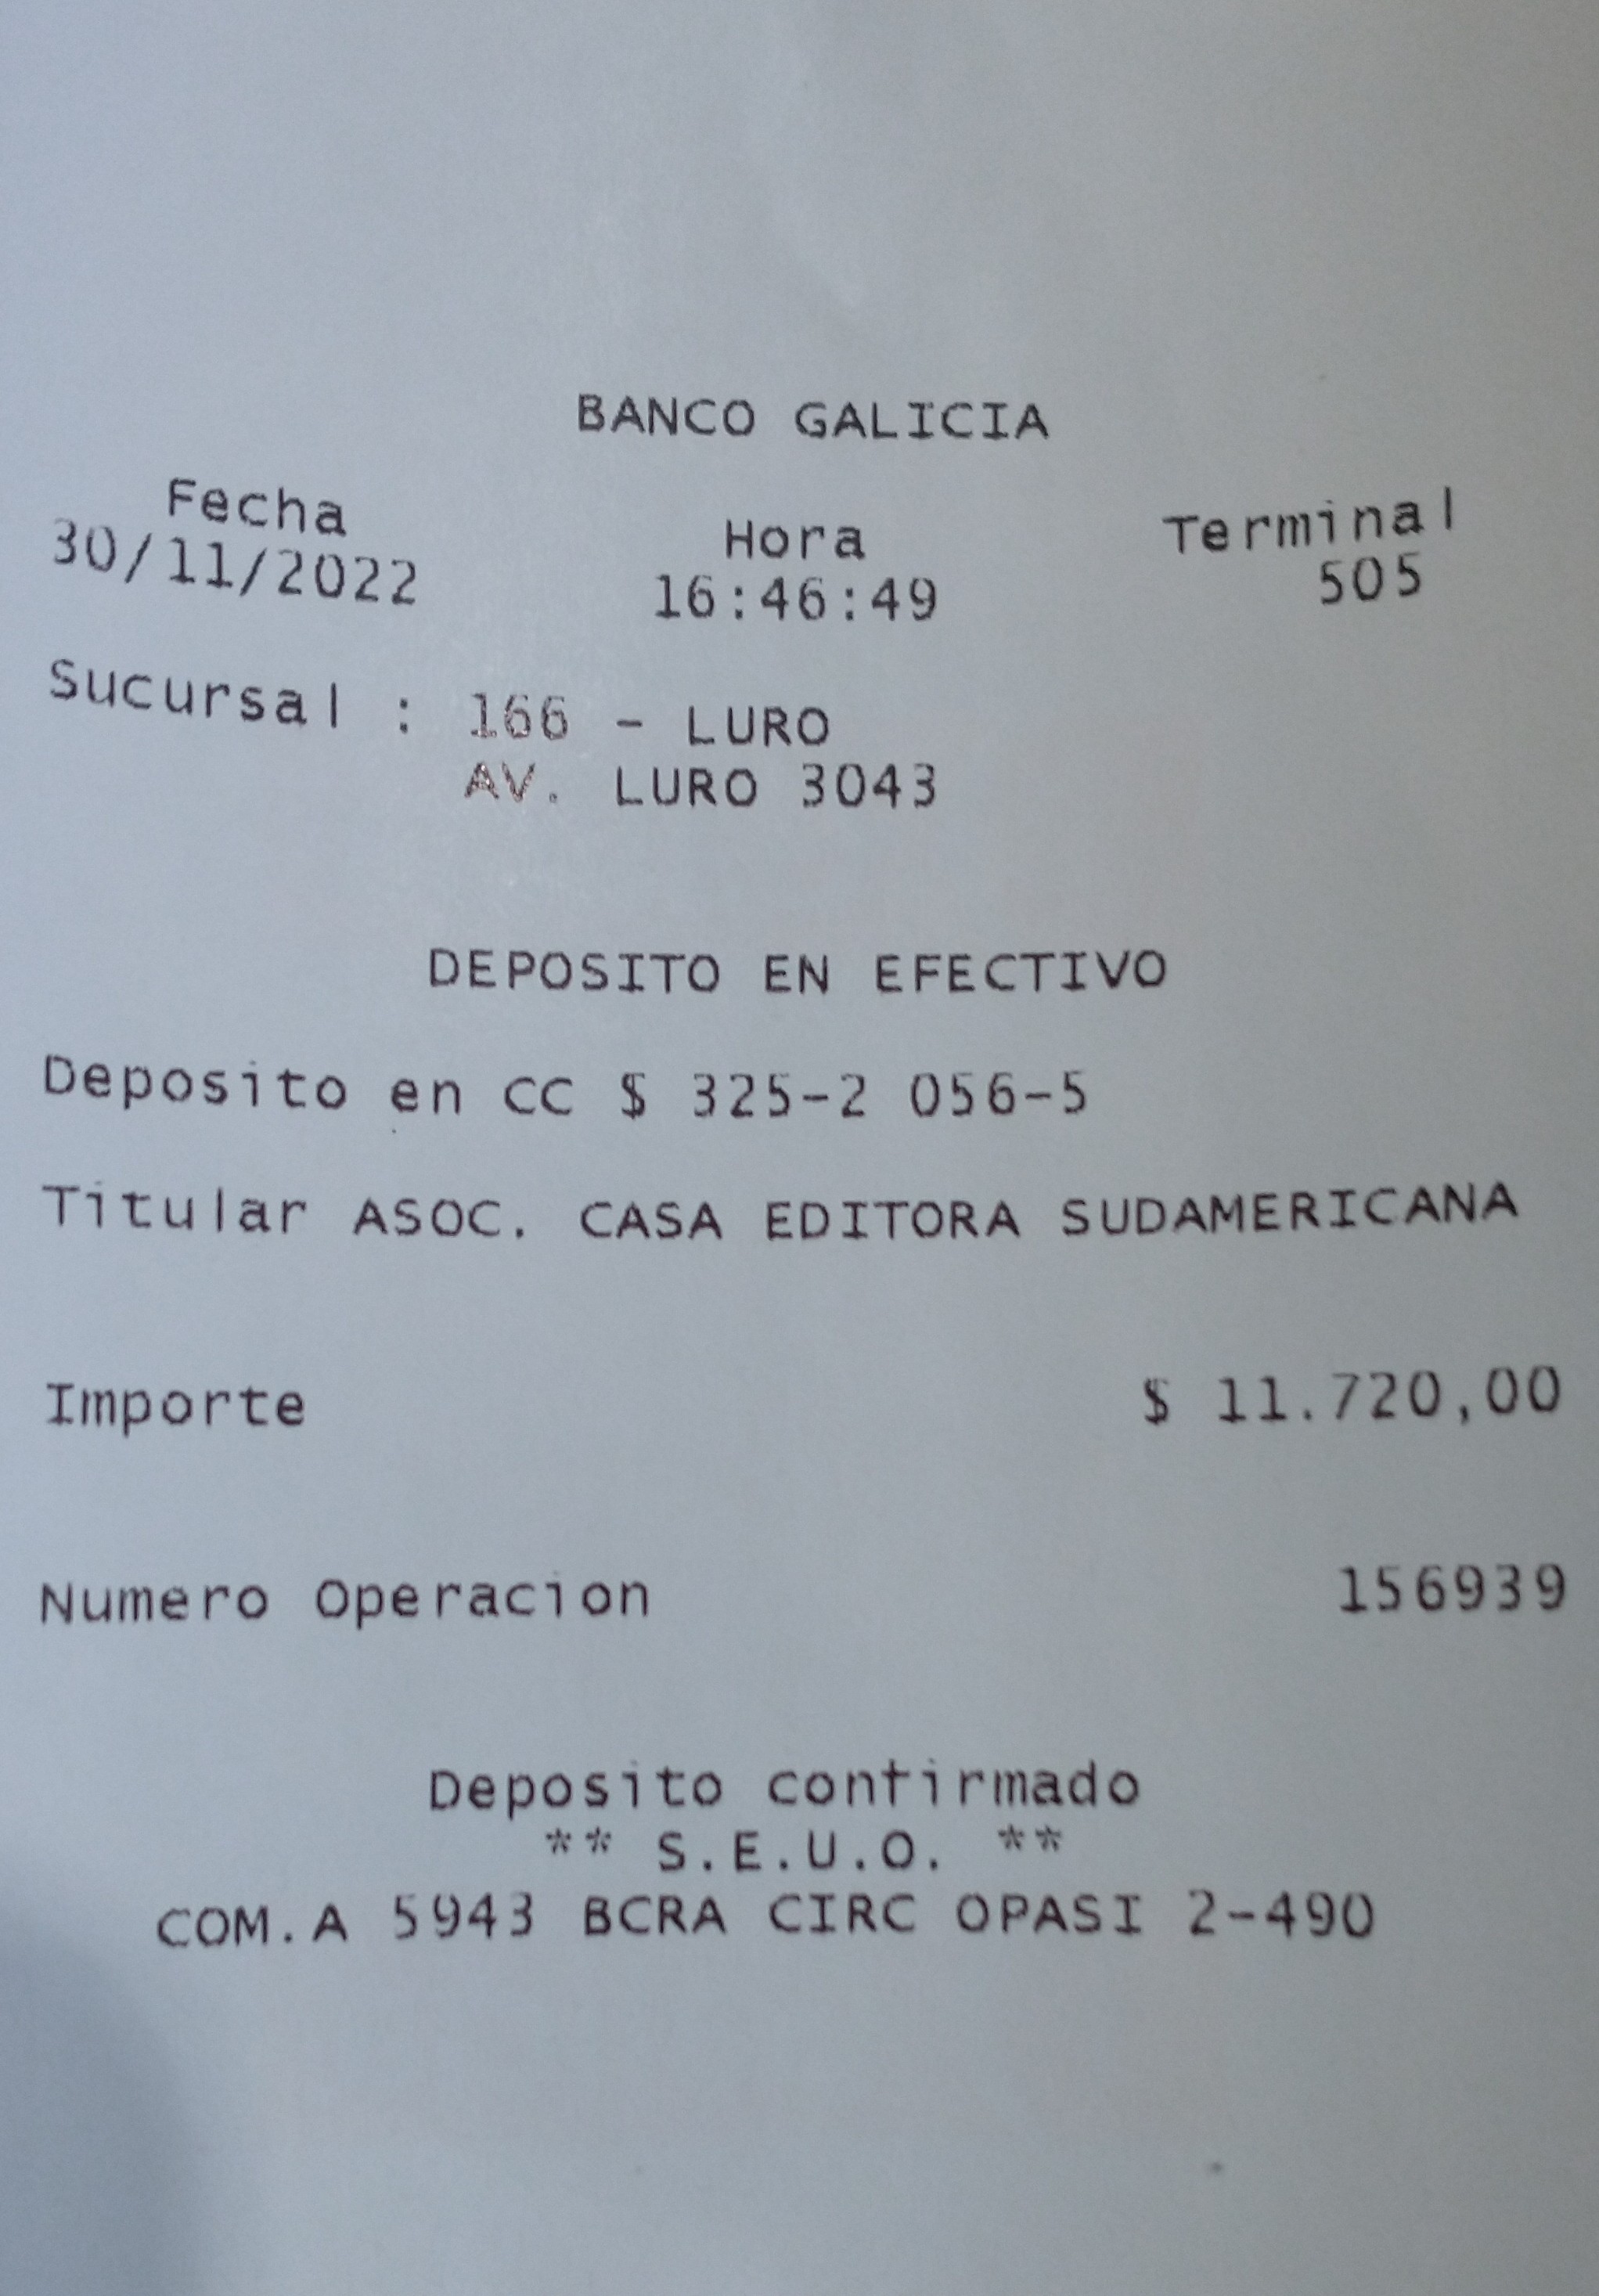 BANCO GALICIA
Fecha Hora Terminal
30/11/2022 16:46:49 505
Sucursal : 166 - LURO
AV. LURO 3043
DEPOSITO EN EFECTIVO
Deposito en CC $ 325-2 056-5
Titular ASOC. CASA EDITORA SUDAMERICANA
Importe $ 11.720,00
Numero Operacion 156939
Deposito confirmado
** S.E.U.O. **
COM.A 5943 BCRA CIRC OPASI 2-490